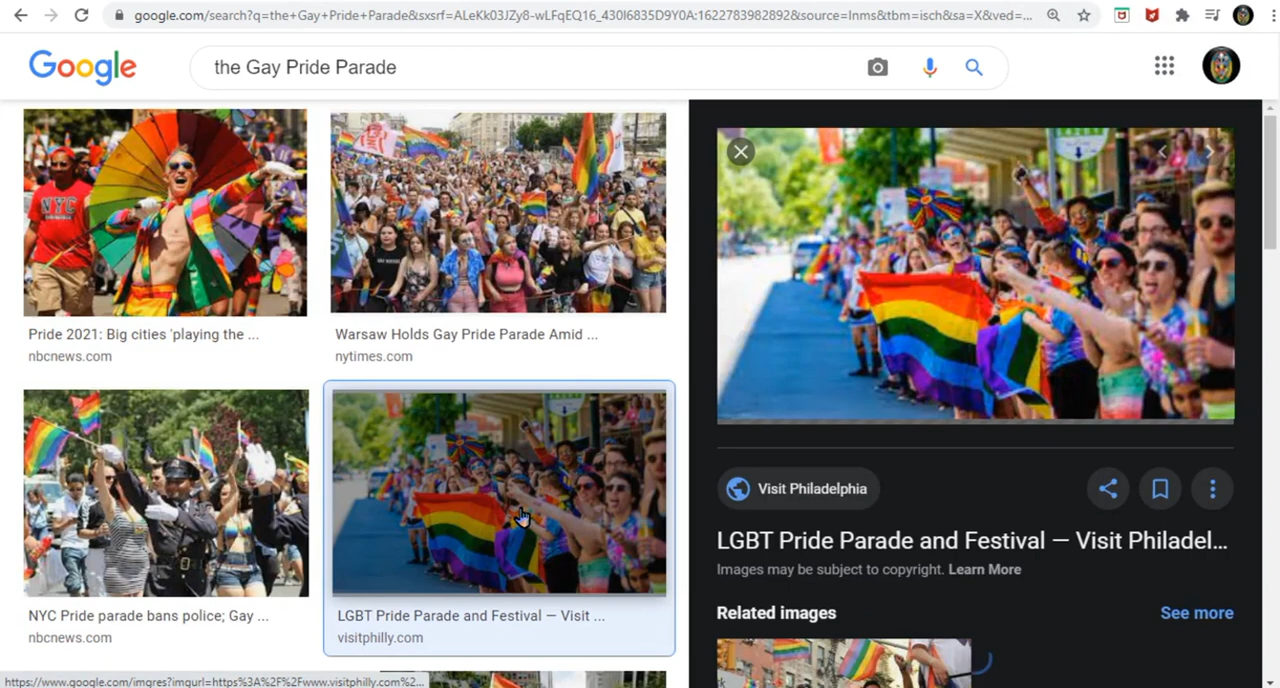 google.com/search?q=the+Gay+Pride+Parade&sxsrf=ALeKk03JZy8-wLFqEQ16_430I6835D9Y0A:1622783982892&source=lnms&tbm=isch&sa=X&ved=...
Google
the Gay Pride Parade
NYC
Pride 2021: Big cities 'playing the ...
nbcnews.com
Warsaw Holds Gay Pride Parade Amid ...
nytimes.com
NYC Pride parade bans police; Gay ...
nbcnews.com
LGBT Pride Parade and Festival — Visit ...
visitphilly.com
Visit Philadelphia
LGBT Pride Parade and Festival — Visit Philadel...
Images may be subject to copyright. Learn More
Related images
See more
https://www.google.com/imgres?imgurl=https%3A%2F%2Fwww.visitphilly.com%2...